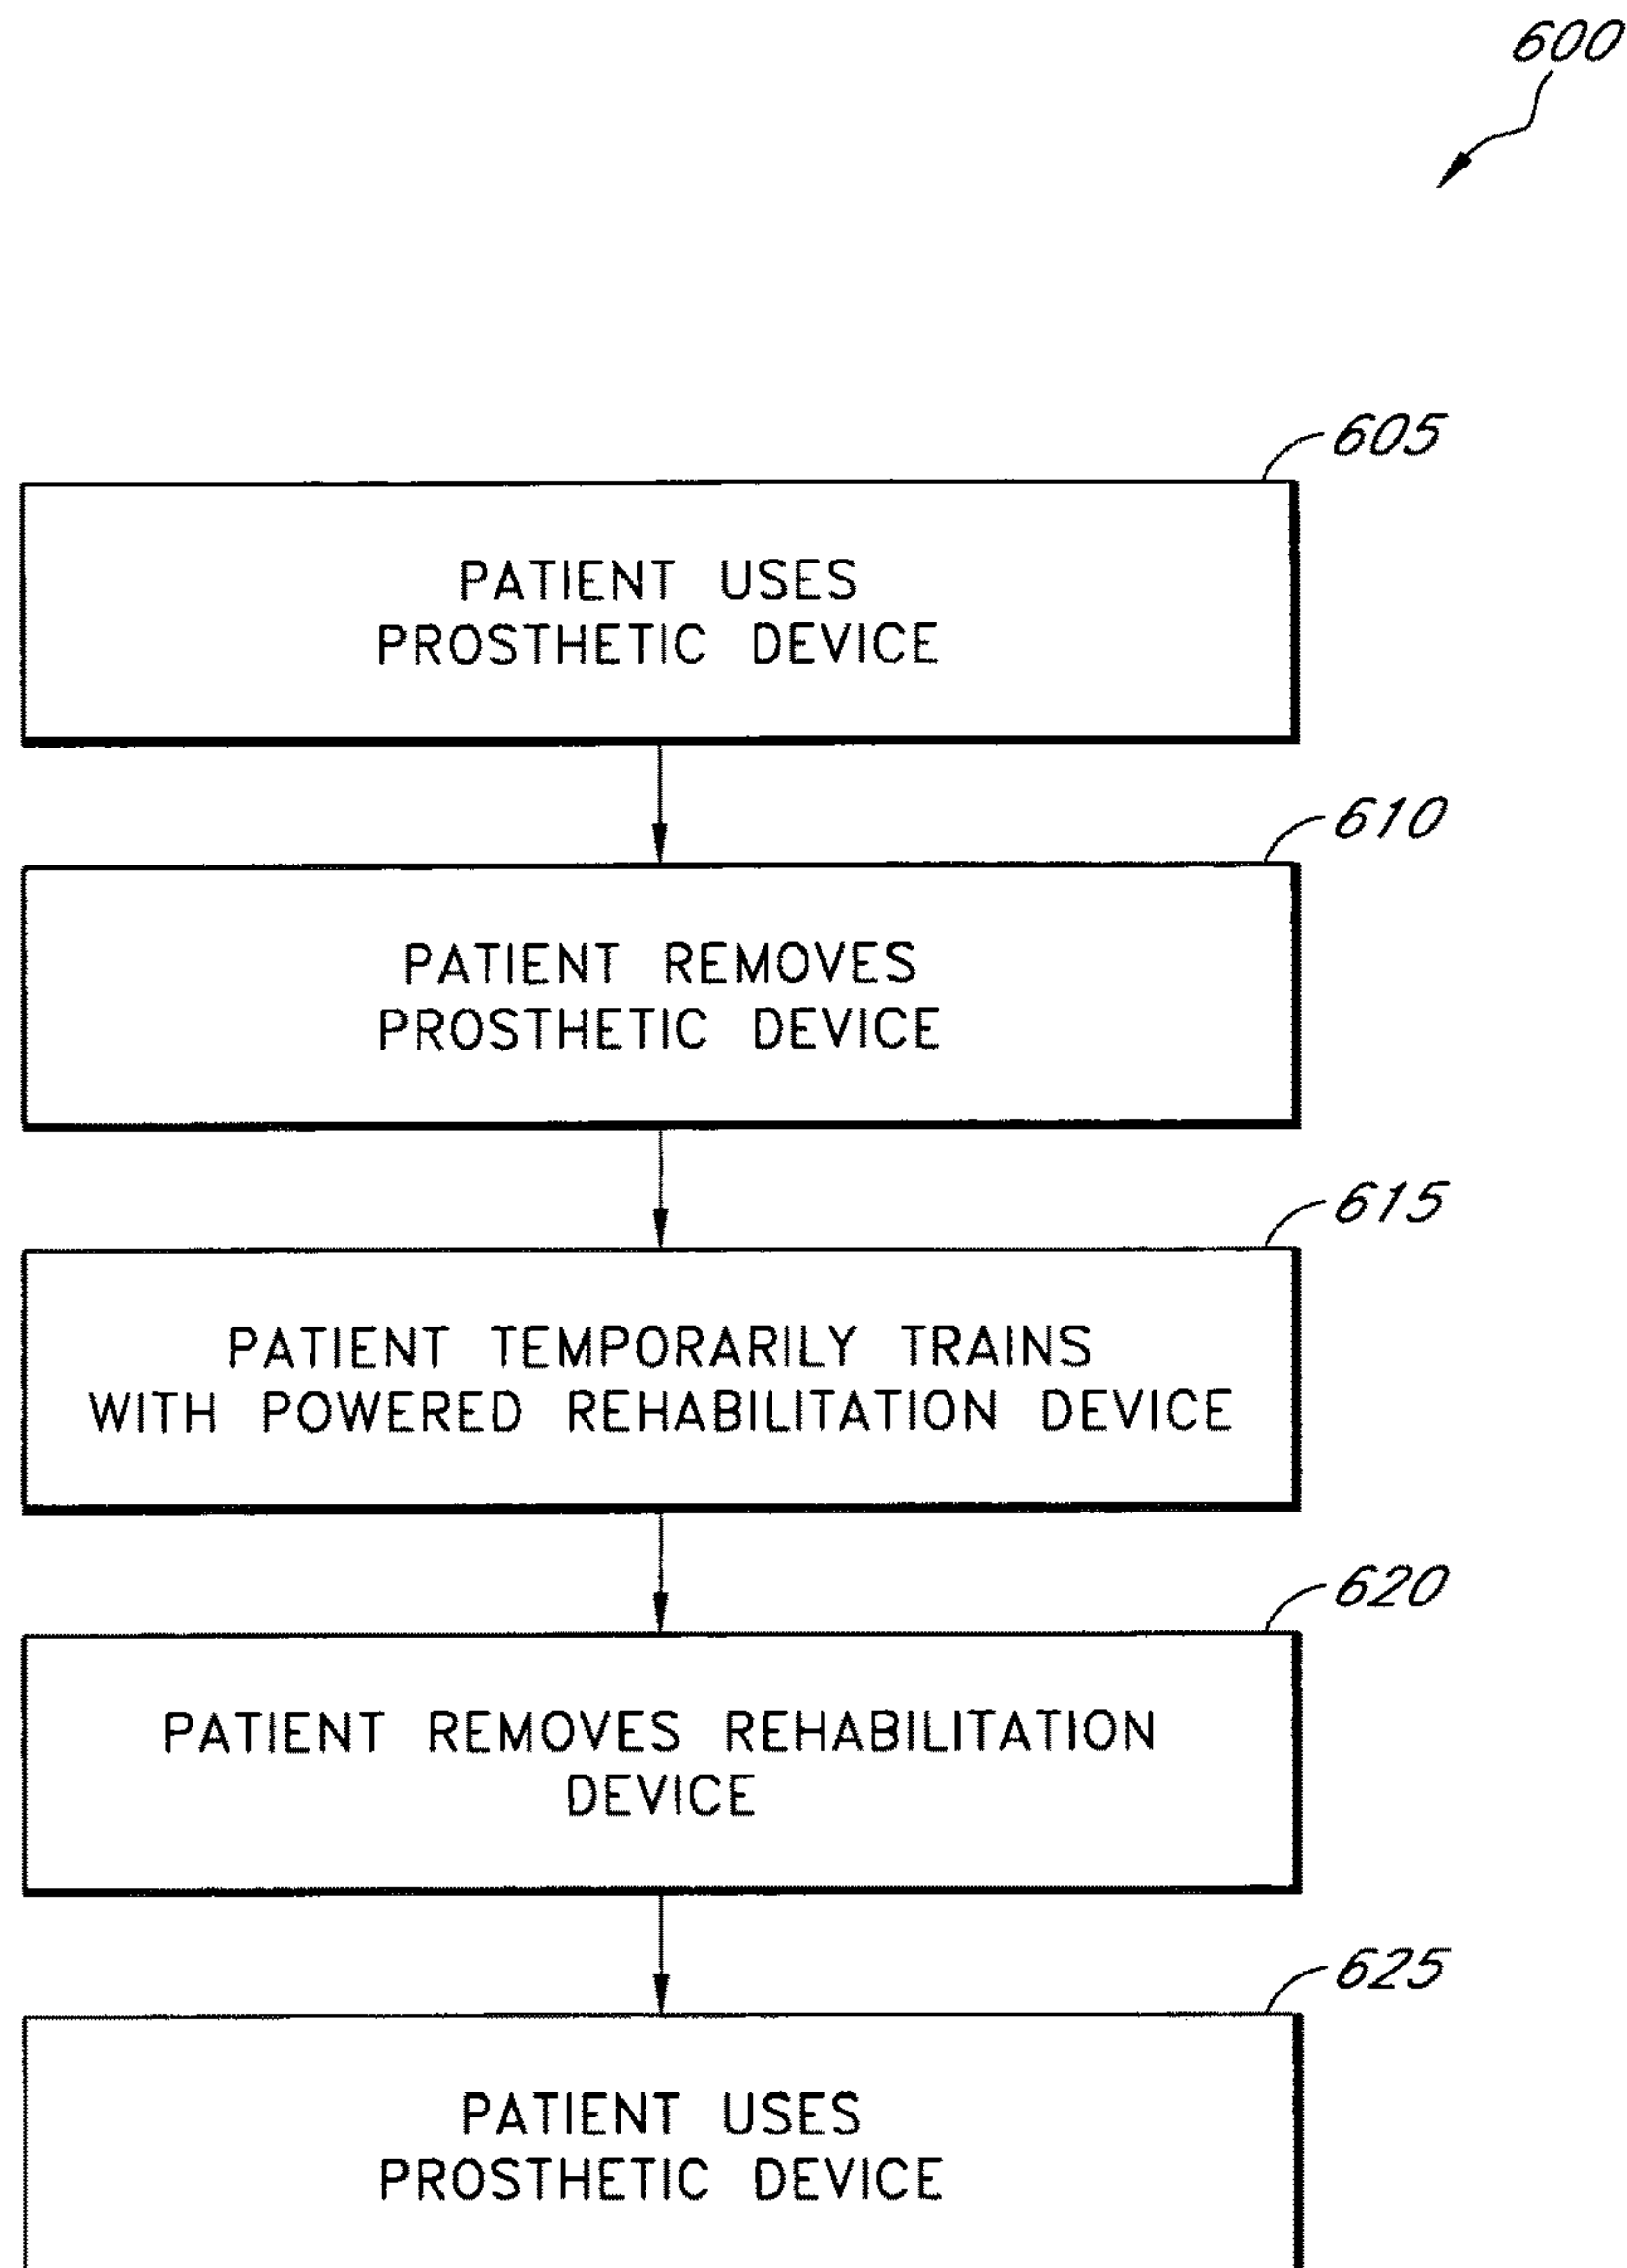 600
605
PATIENT USES
PROSTHETIC DEVICE
610
PATIENT REMOVES
PROSTHETIC DEVICE
615
PATIENT TEMPORARILY TRAINS
WITH POWERED REHABILITATION DEVICE
620
PATIENT REMOVES REHABILITATION
DEVICE
625
PATIENT USES
PROSTHETIC DEVICE